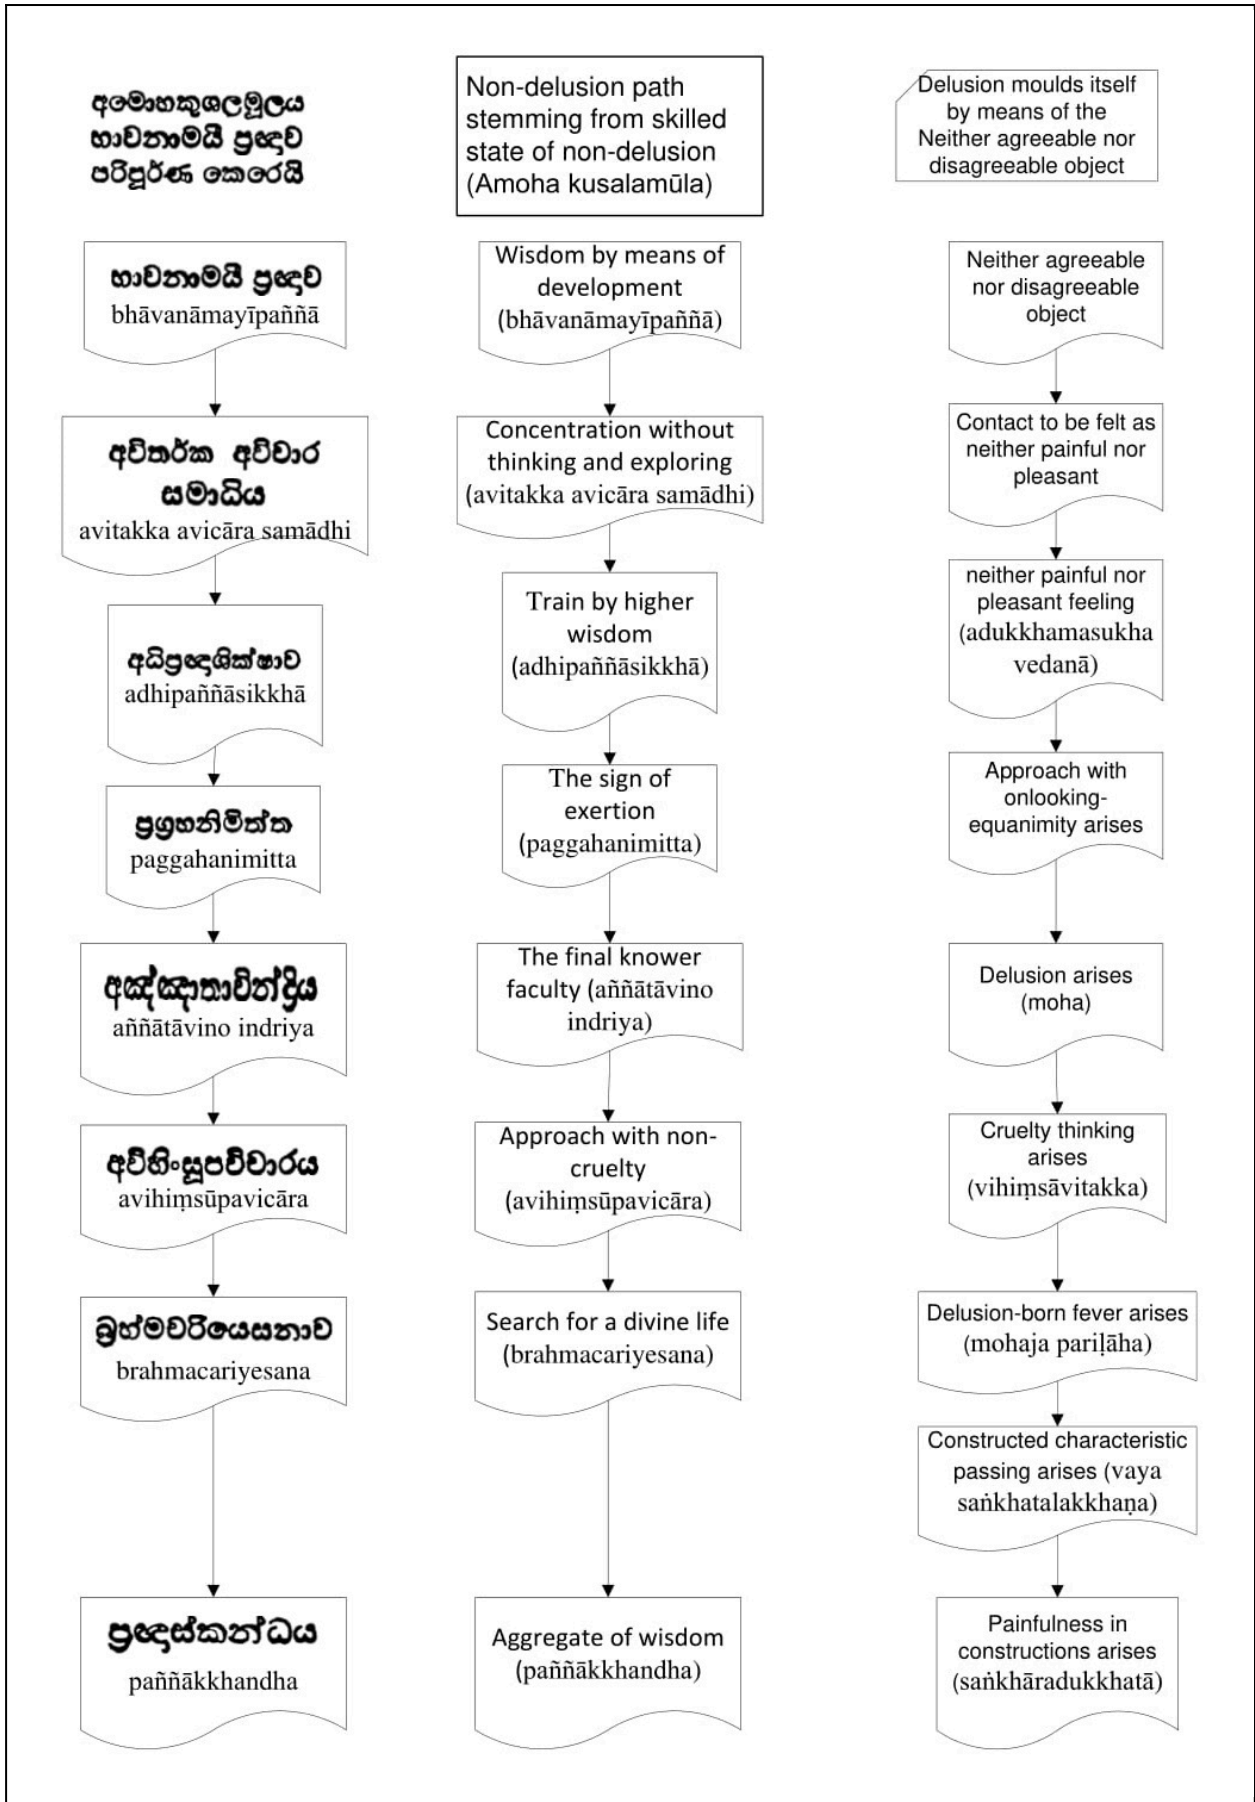 අමොහකුශලමූලය
භාවනාමයී ප්‍රඥාව
පරිපූර්ණ කෙරෙයි
භාවනාමයී ප්‍රඥාව
bhāvanāmayīpaññā
අවිතර්ක අවිචාර
සමාධිය
avitakka avicāra samādhi
අධිප්‍රඥාශික්ෂාව
adhipaññāsikkhā
ප්‍රග්‍රහනිමිත්ත
paggahanimitta
අඤ්ඤාතාවින්ද්‍රිය
aññātāvino indriya
අවිහිංසූපවිචාරය
avihiṃsūpavicāra
බ්‍රහ්මචරියෙසනාව
brahmacariyesana
ප්‍රඥාස්කන්ධය
paññākkhandha
Non-delusion path
stemming from skilled
state of non-delusion
(Amoha kusalamūla)
Wisdom by means of
development
(bhāvanāmayīpaññā)
Concentration without
thinking and exploring
(avitakka avicāra samādhi)
Train by higher
wisdom
(adhipaññāsikkhā)
The sign of
exertion
(paggahanimitta)
The final knower
faculty (aññātāvino
indriya)
Approach with non-
cruelty
(avihiṃsūpavicāra)
Search for a divine life
(brahmacariyesana)
Aggregate of wisdom
(paññākkhandha)
Delusion moulds itself
by means of the
Neither agreeable nor
disagreeable object
Neither agreeable
nor disagreeable
object
Contact to be felt as
neither painful nor
pleasant
neither painful nor
pleasant feeling
(adukkhamasukha
vedanā)
Approach with
onlooking-
equanimity arises
Delusion arises
(moha)
Cruelty thinking
arises
(vihiṃsāvitakka)
Delusion-born fever arises
(mohaja pariḷāha)
Constructed characteristic
passing arises (vaya
saṅkhatalakkhaṇa)
Painfulness in
constructions arises
(saṅkhāradukkhatā)